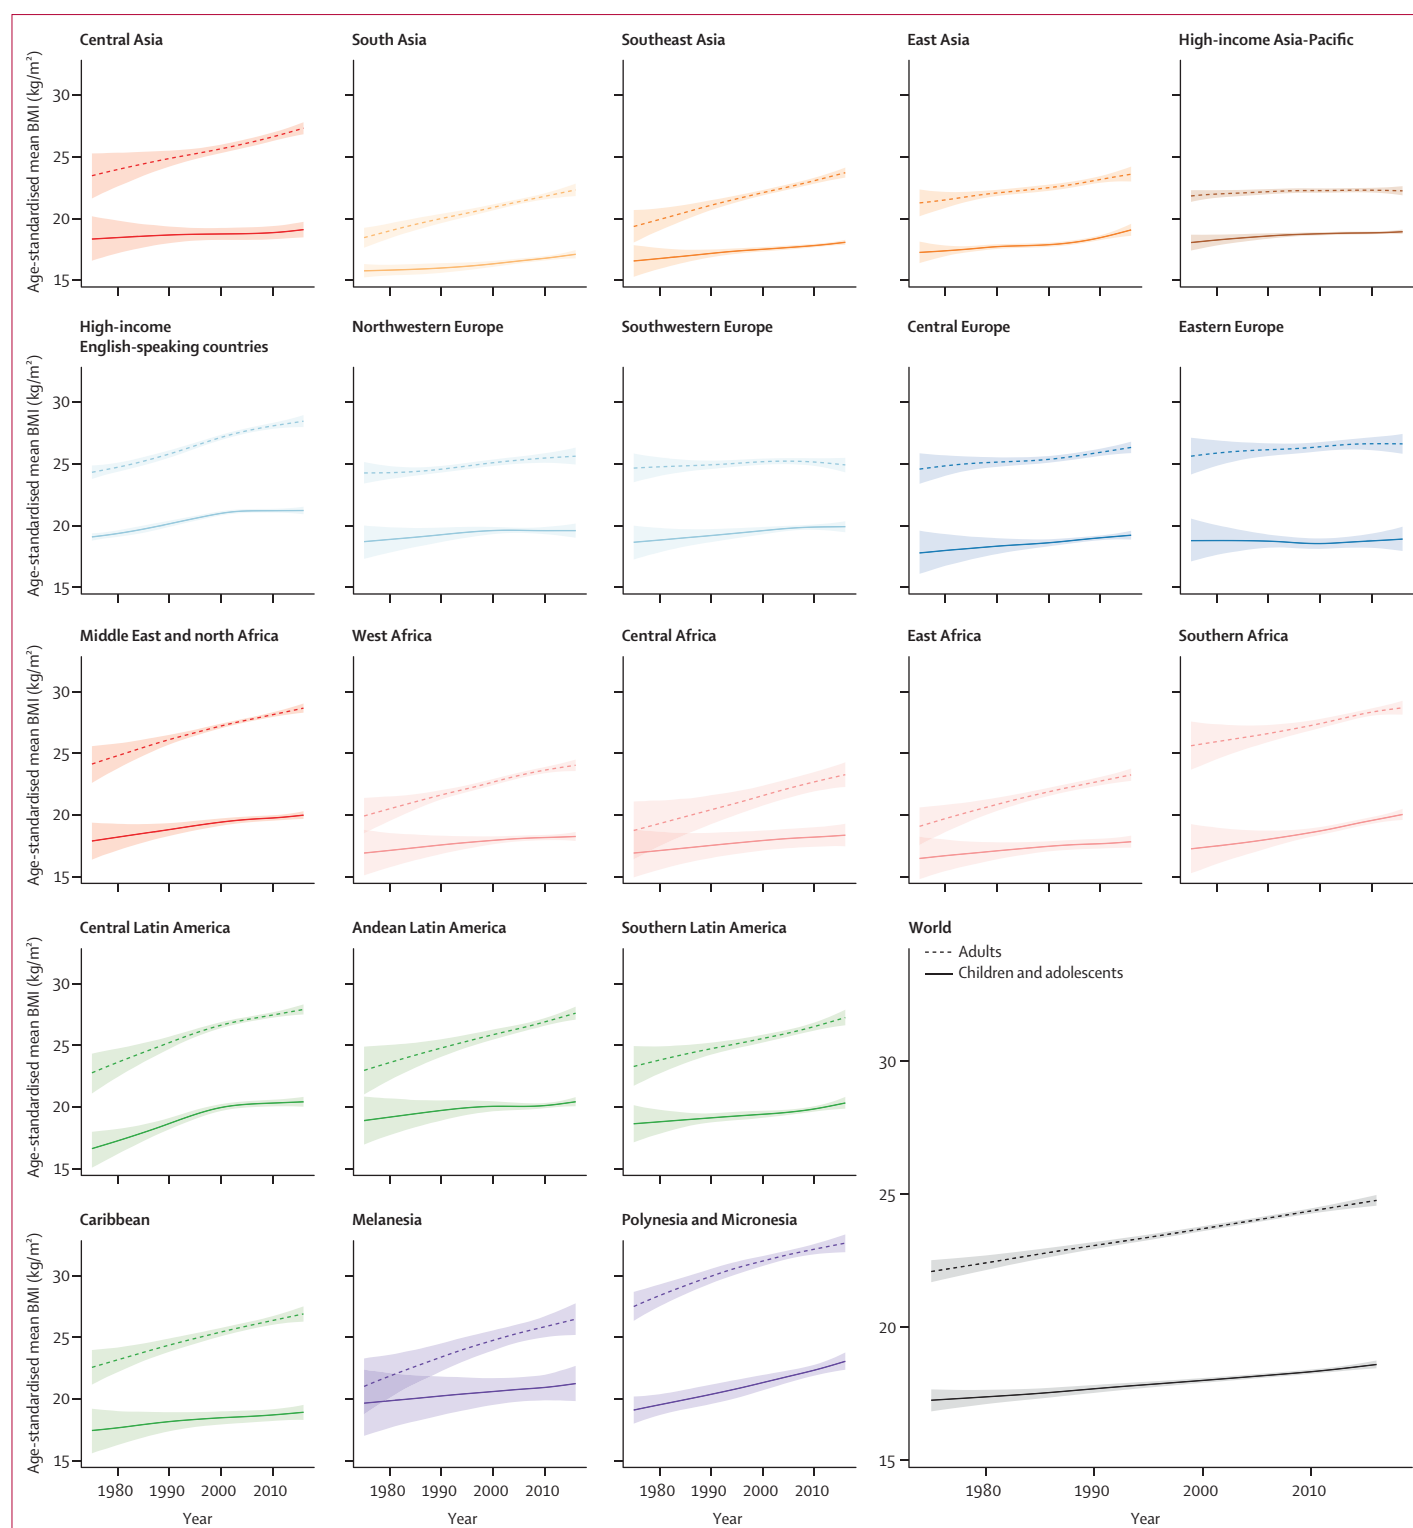 Central Asia
South Asia
Southeast Asia
East Asia
High-income Asia-Pacific
Age-standardised mean BMI (kg/m²)
30
25
20
15
High-income
English-speaking countries
Northwestern Europe
Southwestern Europe
Central Europe
Eastern Europe
Age-standardised mean BMI (kg/m²)
30
25
20
15
Middle East and north Africa
West Africa
Central Africa
East Africa
Southern Africa
Age-standardised mean BMI (kg/m²)
30
25
20
15
Central Latin America
Andean Latin America
Southern Latin America
World
Adults
Children and adolescents
Age-standardised mean BMI (kg/m²)
30
25
20
15
30
25
20
15
Caribbean
Melanesia
Polynesia and Micronesia
Age-standardised mean BMI (kg/m²)
30
25
20
15
1980 1990 2000 2010
Year
1980 1990 2000 2010
Year
1980 1990 2000 2010
Year
1980 1990 2000 2010
Year